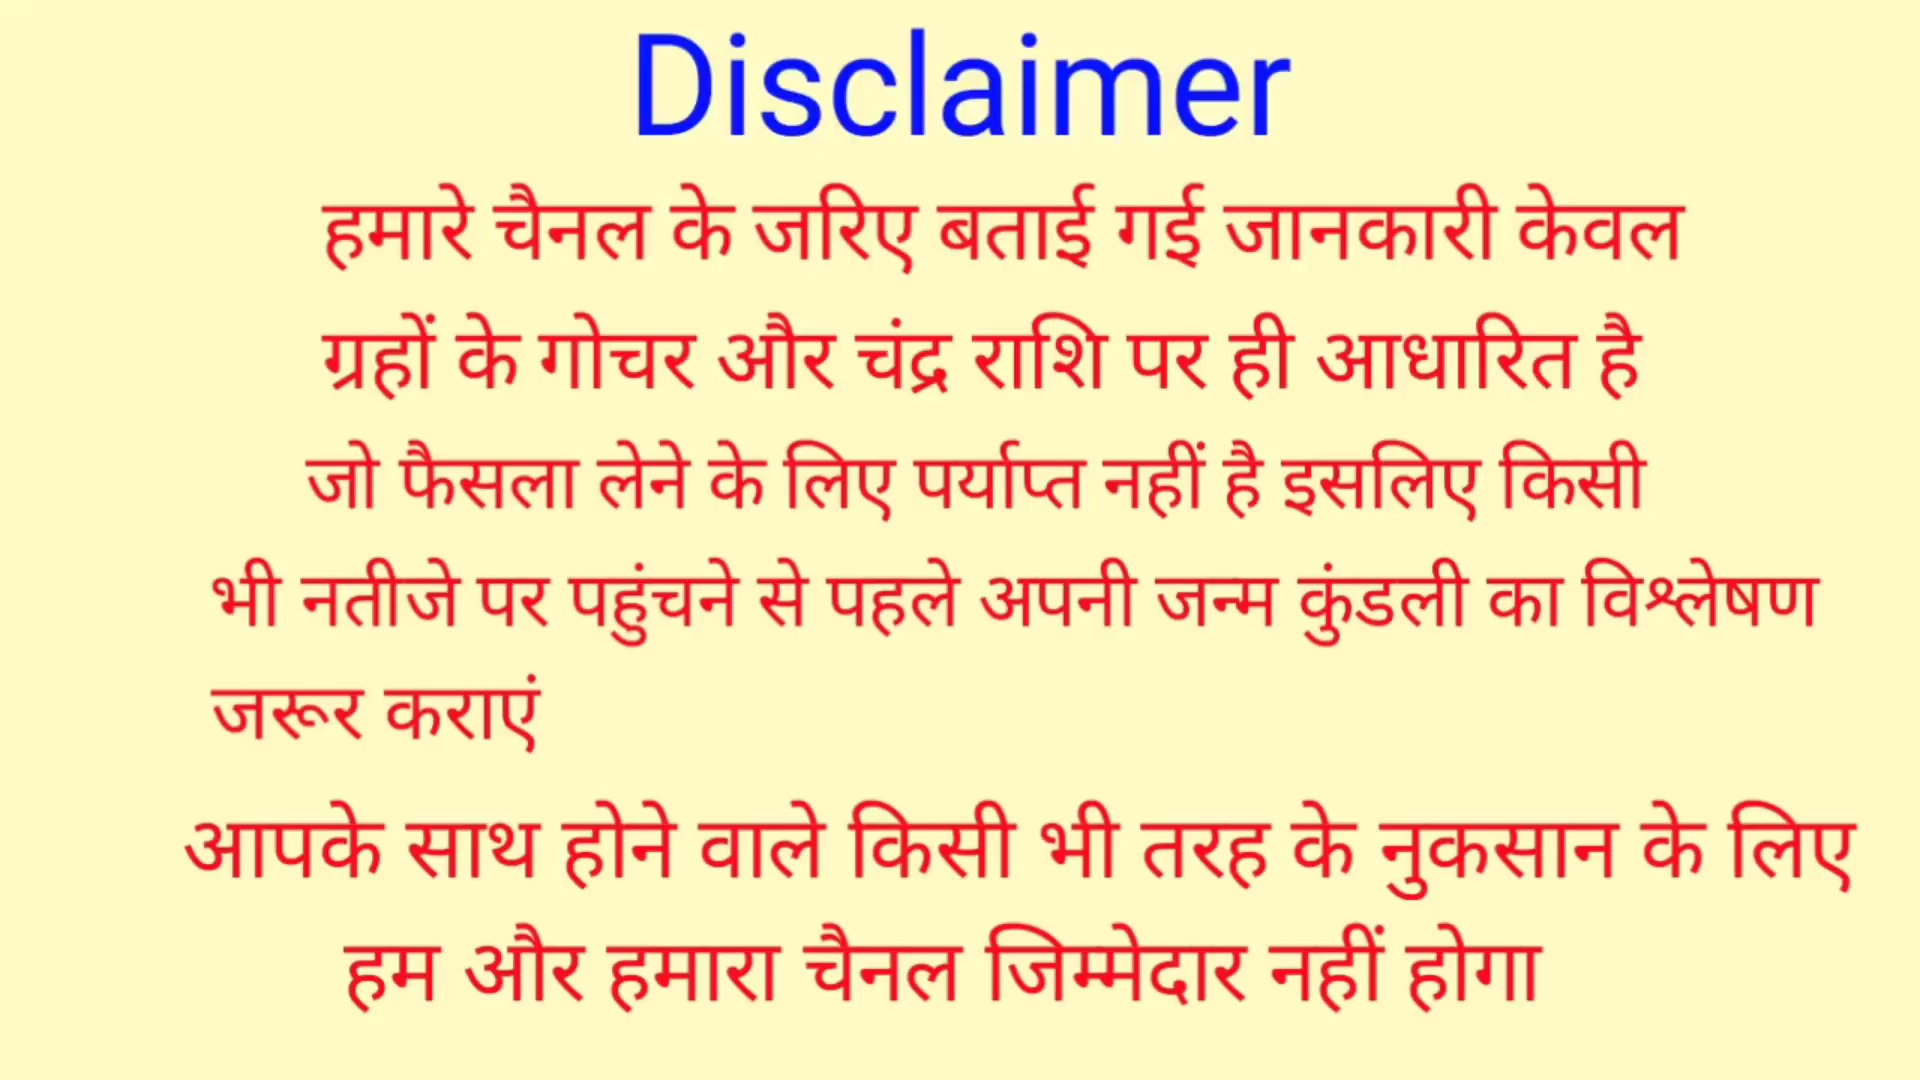 Disclaimer
हमारे चैनल के जरिए बताई गई जानकारी केवल
ग्रहों के गोचर और चंद्र राशि पर ही आधारित है
जो फैसला लेने के लिए पर्याप्त नहीं है इसलिए किसी
भी नतीजे पर पहुंचने से पहले अपनी जन्म कुंडली का विश्लेषण
जरूर कराएं
आपके साथ होने वाले किसी भी तरह के नुकसान के लिए
हम और हमारा चैनल जिम्मेदार नहीं होगा